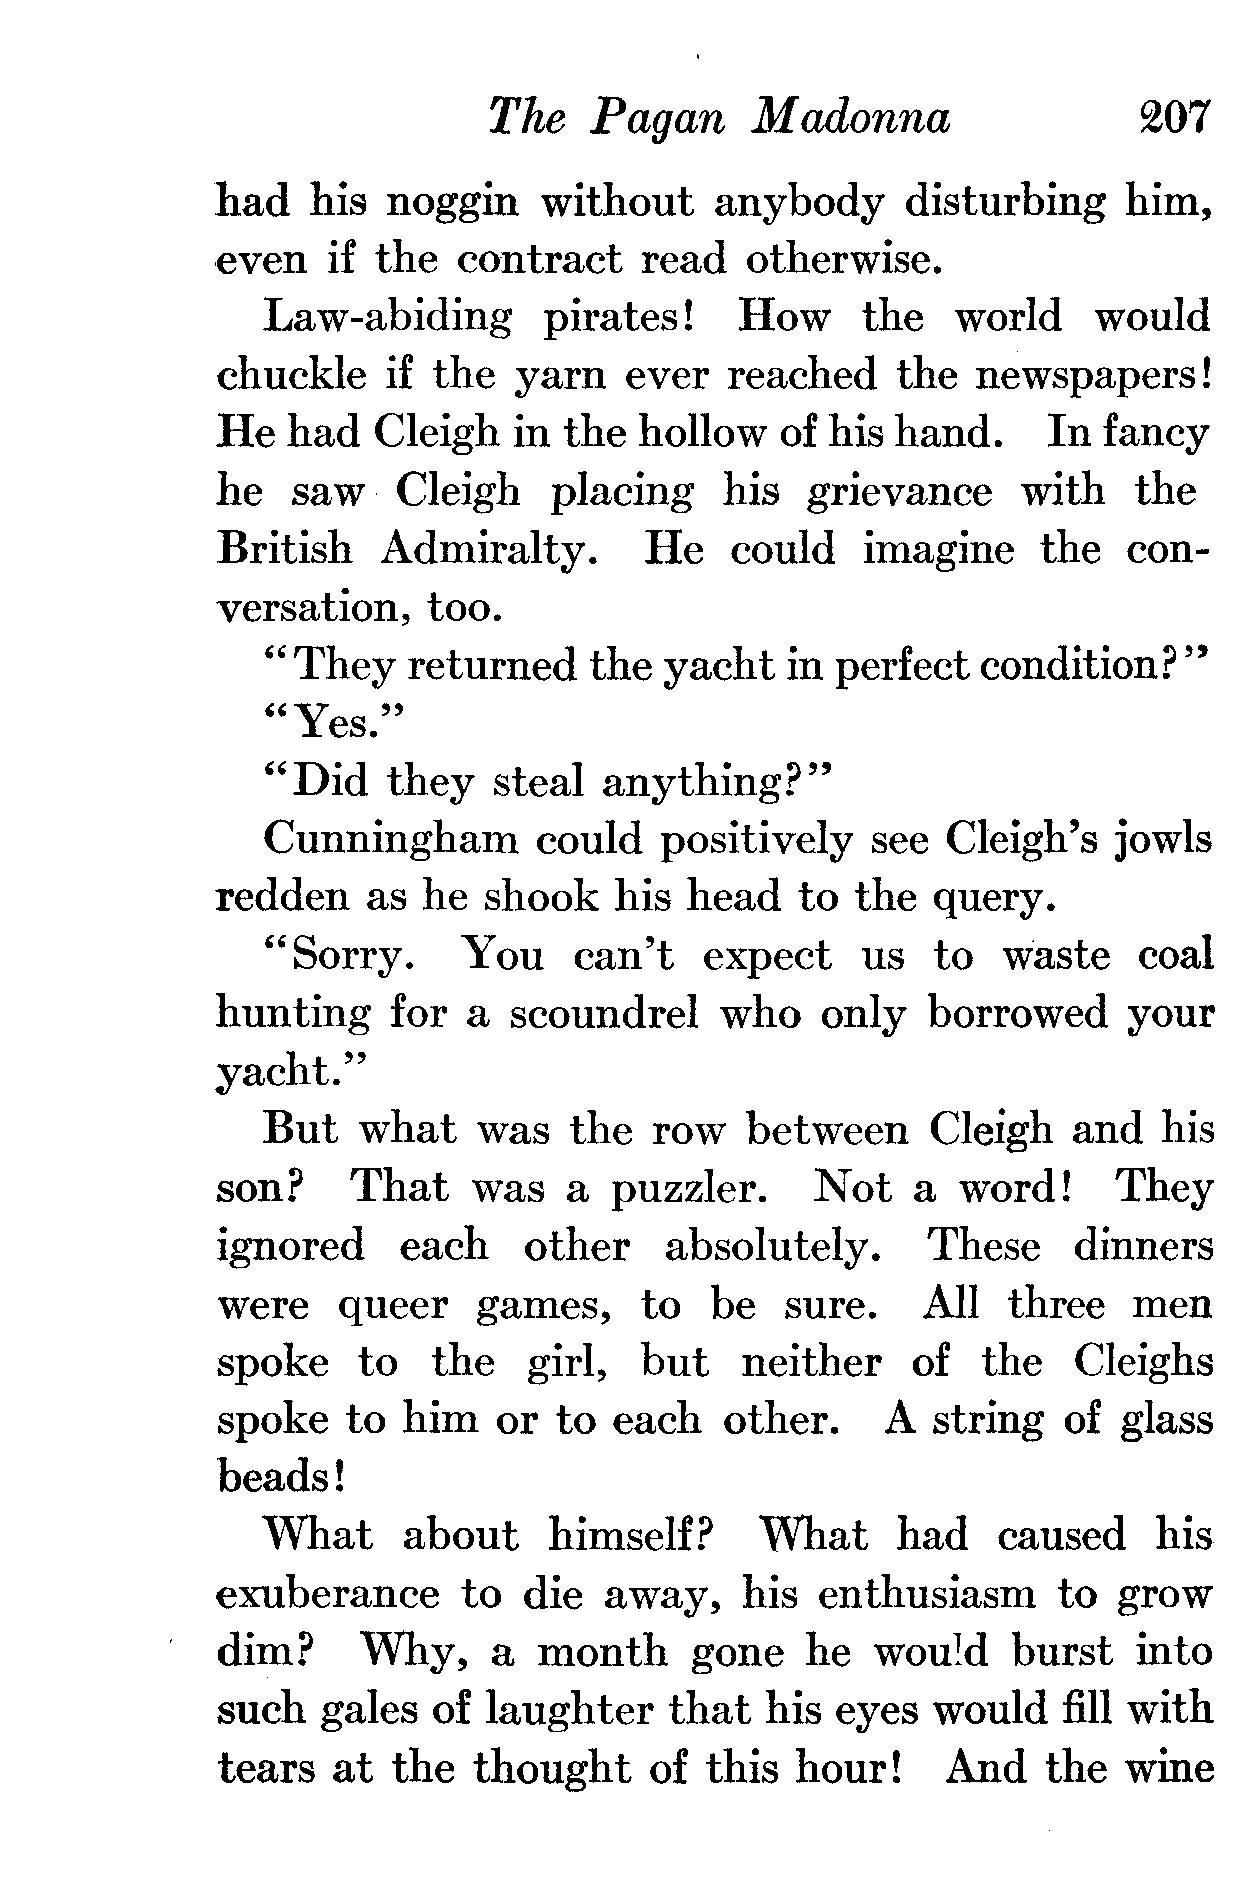 The Pagan Madonna 207
had his noggin without anybody disturbing him,
even if the contract read otherwise.
Law-abiding pirates! How the world would
chuckle if the yarn ever reached the newspapers!
He had Cleigh in the hollow of his hand. In fancy
he saw Cleigh placing his grievance with the
British Admiralty. He could imagine the con-
versation, too.
“They returned the yacht in perfect condition?”
“Yes.”
“Did they steal anything?”
Cunningham could positively see Cleigh’s jowls
redden as he shook his head to the query.
“Sorry. You can’t expect us to waste coal
hunting for a scoundrel who only borrowed your
yacht.”
But what was the row between Cleigh and his
son? That was a puzzler. Not a word! They
ignored each other absolutely. These dinners
were queer games, to be sure. All three men
spoke to the girl, but neither of the Cleighs
spoke to him or to each other. A string of glass
beads!
What about himself? What had caused his
exuberance to die away, his enthusiasm to grow
dim? Why, a month gone he would burst into
such gales of laughter that his eyes would fill with
tears at the thought of this hour! And the wine